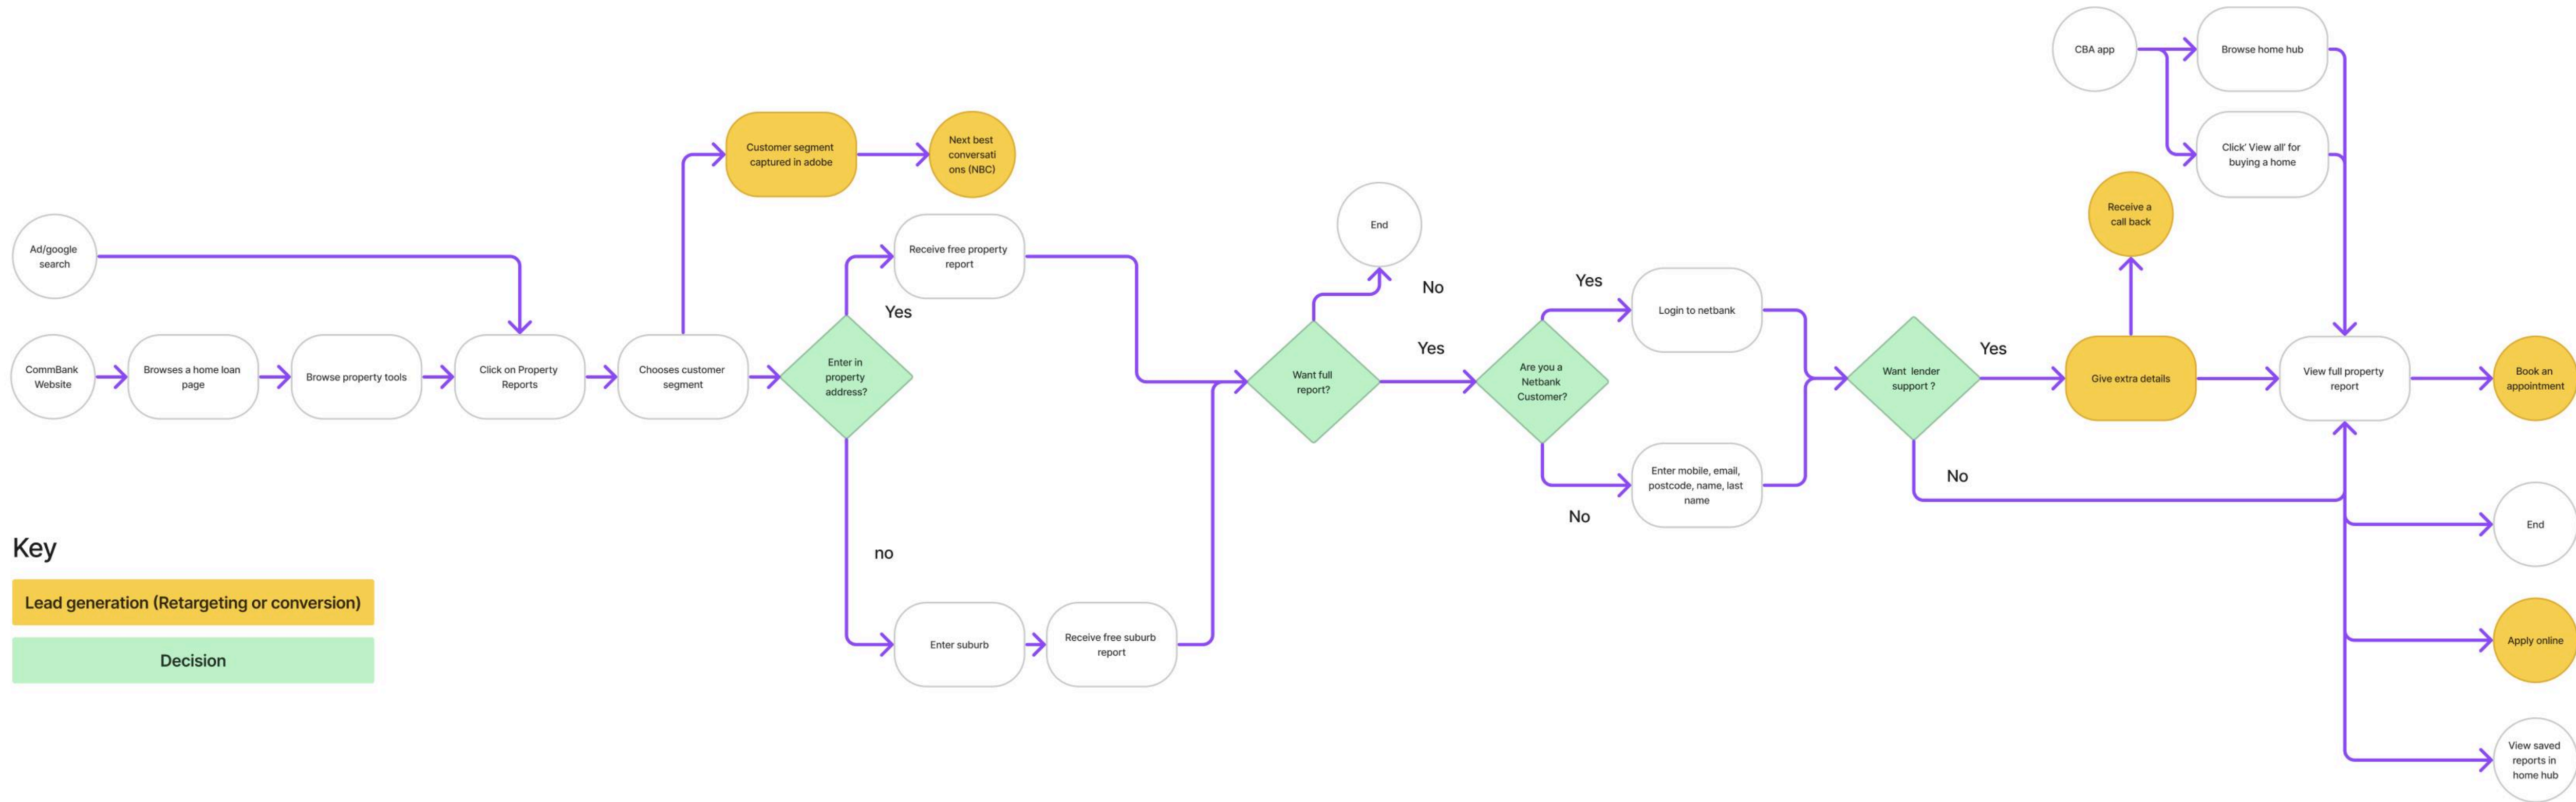 CBA app
Browse home hub
Click' View all' for
buying a home
Customer segment
captured in adobe
Next best
conversati
ons (NBC)
Receive a
call back
Ad/google
search
Receive free property
report
End
No
Yes
Yes
Login to netbank
Yes
Yes
CommBank
Website
Browses a home loan
page
Browse property tools
Click on Property
Reports
Chooses customer
segment
Enter in
property
address?
Want full
report?
Are you a
Netbank
Customer?
Want lender
support ?
Give extra details
View full property
report
Book an
appointment
Enter mobile, email,
postcode, name, last
name
No
No
End
no
Key
Lead generation (Retargeting or conversion)
Decision
Enter suburb
Receive free suburb
report
Apply online
View saved
reports in
home hub